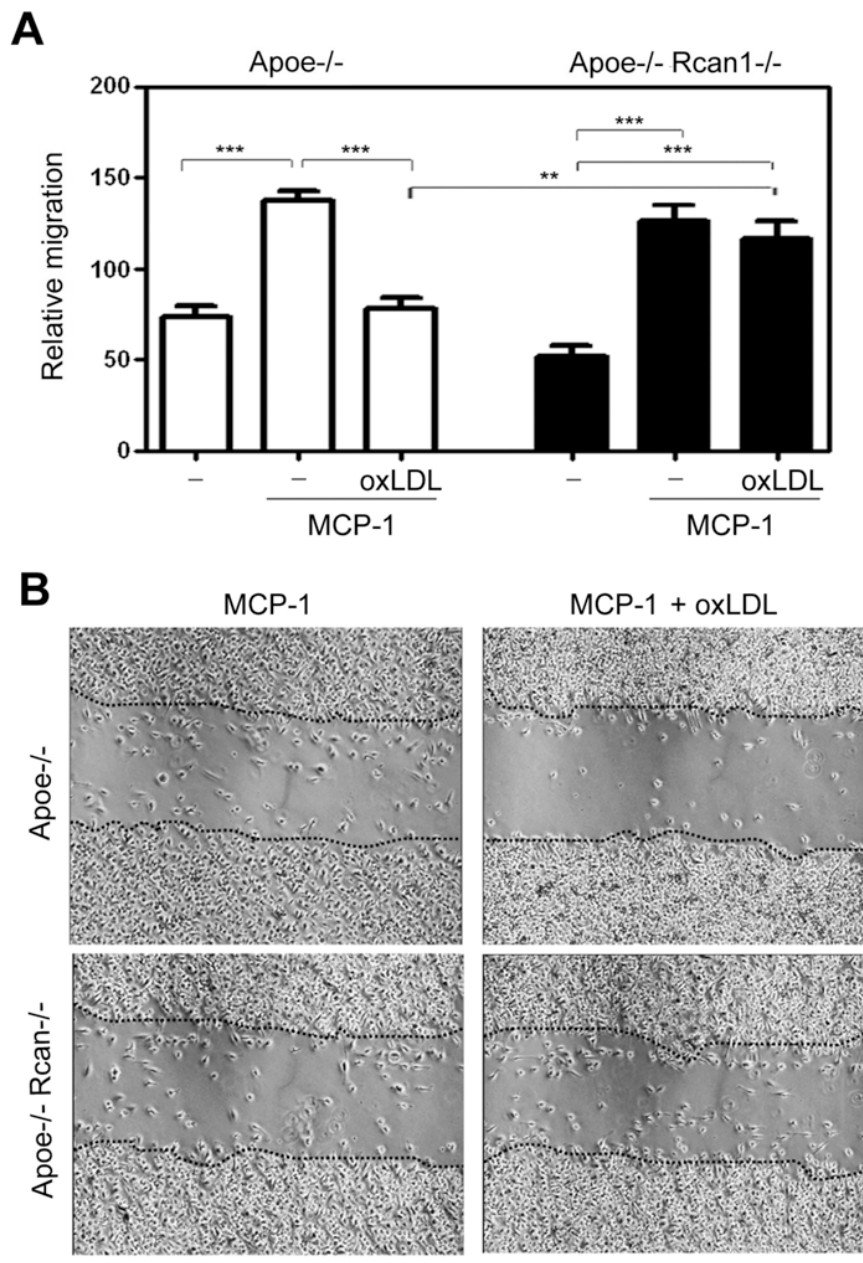 A
Apoe-/- Apoe-/- Rcan1-/-
200
*** *** *** ***
150
**
100
50
0
Relative migration
– – oxLDL – – oxLDL
MCP-1 MCP-1
B
MCP-1 MCP-1 + oxLDL
Apoe-/-
Apoe-/- Rcan-/-